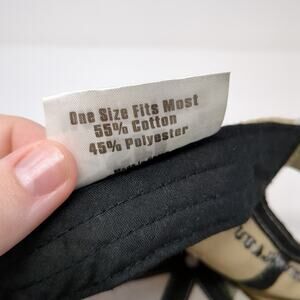 One Size Fits Most
55% Cotton
45% Polyester